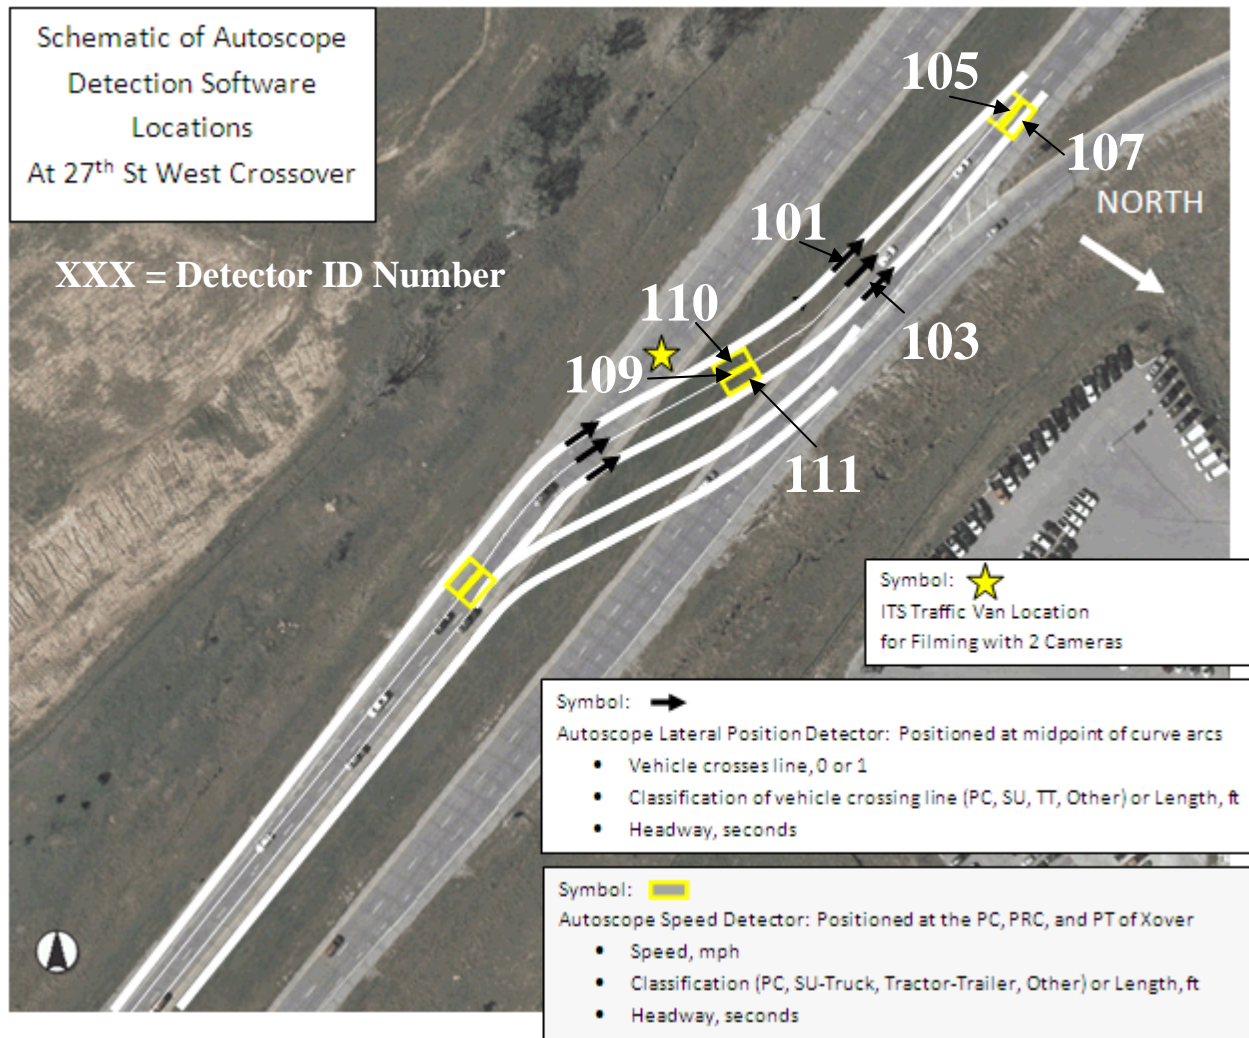 Schematic of Autoscope
Detection Software
Locations
At 27th St West Crossover
XXX = Detector ID Number
105
107
NORTH
101
103
110
109
111
Symbol:
ITS Traffic Van Location
for Filming with 2 Cameras
Symbol:
Autoscope Lateral Position Detector: Positioned at midpoint of curve arcs
• Vehicle crosses line, 0 or 1
• Classification of vehicle crossing line (PC, SU, TT, Other) or Length, ft
• Headway, seconds
Symbol:
Autoscope Speed Detector: Positioned at the PC, PRC, and PT of Xover
• Speed, mph
• Classification (PC, SU-Truck, Tractor-Trailer, Other) or Length, ft
• Headway, seconds